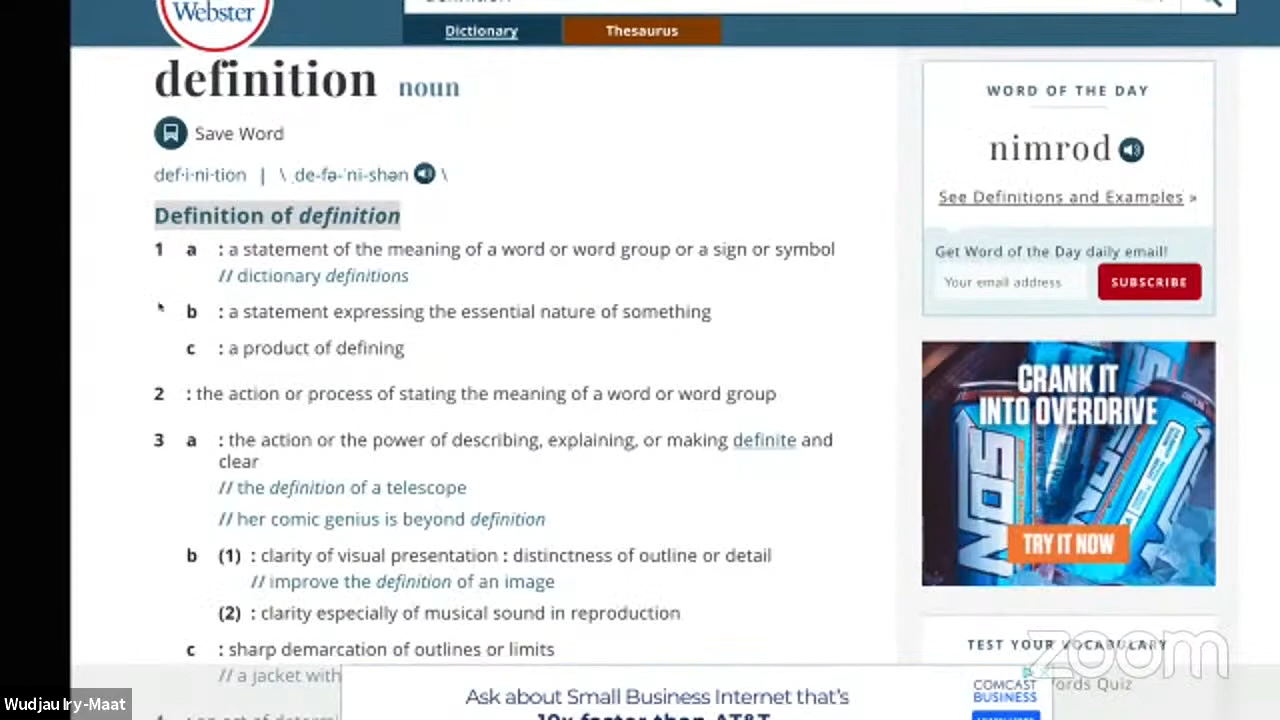 Webster
Dictionary
Thesaurus
definition noun
Save Word
def·i·ni·tion | \ ˌde-fə-ˈni-shən \
Definition of definition
1 a : a statement of the meaning of a word or word group or a sign or symbol
// dictionary definitions
b : a statement expressing the essential nature of something
c : a product of defining
2 : the action or process of stating the meaning of a word or word group
3 a : the action or the power of describing, explaining, or making definite and
clear
// the definition of a telescope
// her comic genius is beyond definition
b (1) : clarity of visual presentation : distinctness of outline or detail
// improve the definition of an image
(2) : clarity especially of musical sound in reproduction
c : sharp demarcation of outlines or limits
// a jacket with
WORD OF THE DAY
nimrod
See Definitions and Examples »
Get Word of the Day daily email!
Your email address
SUBSCRIBE
CRANK IT
INTO OVERDRIVE
NOS
NOS
TRY IT NOW
TEST YOUR VOCABULARY
Words Quiz
zoom
Ask about Small Business Internet that's
10x faster than AT&T
COMCAST
BUSINESS
Wudjau Iry-Maat